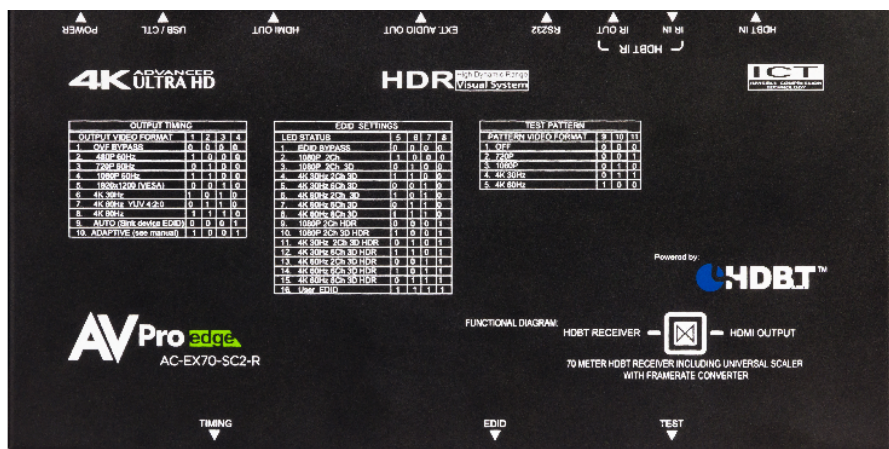 POWER USB / CTL HDMI OUT EXT. AUDIO OUT RS232 IR OUT IR IN HDBT IN
HDBT IR
4K ADVANCED ULTRA HD
HDR High Dynamic Range Visual System
ICT
INVISIBLE COMPRESSION TECHNOLOGY
OUTPUT TIMING
OUTPUT VIDEO FORMAT 1 2 3 4
1. OVF BYPASS 0 0 0 0
2. 480P 60Hz 1 0 0 0
3. 720P 60Hz 0 1 0 0
4. 1080P 60Hz 1 1 0 0
5. 1920x1200 (VESA) 0 0 1 0
6. 4K 30Hz 1 0 1 0
7. 4K 60Hz YUV 4:2:0 0 1 1 0
8. 4K 60Hz 1 1 1 0
9. AUTO (Sink device EDID) 0 0 0 1
10. ADAPTIVE (see manual) 1 0 0 1
EDID SETTINGS
LED STATUS 5 6 7 8
1. EDID BYPASS 0 0 0 0
2. 1080P 2Ch 1 0 0 0
3. 1080P 2Ch 3D 0 1 0 0
4. 4K 30Hz 2Ch 3D 1 1 0 0
5. 4K 30Hz 6Ch 3D 0 0 1 0
6. 4K 60Hz 2Ch 3D 1 0 1 0
7. 4K 60Hz 6Ch 3D 0 1 1 0
8. 4K 60Hz 6Ch 3D 1 1 1 0
9. 1080P 2Ch HDR 0 0 0 1
10. 1080P 2Ch 3D HDR 1 0 0 1
11. 4K 30Hz 2Ch 3D HDR 0 1 0 1
12. 4K 30Hz 6Ch 3D HDR 1 1 0 1
13. 4K 60Hz 2Ch 3D HDR 0 0 1 1
14. 4K 60Hz 6Ch 3D HDR 1 0 1 1
15. 4K 60Hz 6Ch 3D HDR 0 1 1 1
16. User EDID 1 1 1 1
TEST PATTERN
PATTERN VIDEO FORMAT 9 10 11
1. OFF 0 0 0
2. 720P 0 0 1
3. 1080P 0 1 0
4. 4K 30Hz 0 1 1
5. 4K 60Hz 1 0 0
Powered by:
HDBT™
AVPro edge
AC-EX70-SC2-R
FUNCTIONAL DIAGRAM:
HDBT RECEIVER HDMI OUTPUT
70 METER HDBT RECEIVER INCLUDING UNIVERSAL SCALER
WITH FRAMERATE CONVERTER
TIMING EDID TEST